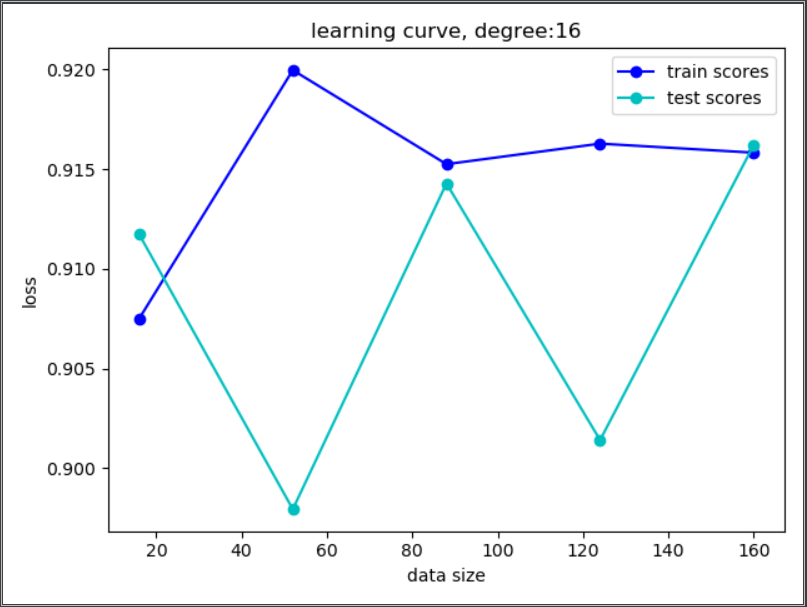 learning curve, degree:16
train scores
test scores
0.920
0.915
0.910
0.905
0.900
loss
20 40 60 80 100 120 140 160
data size